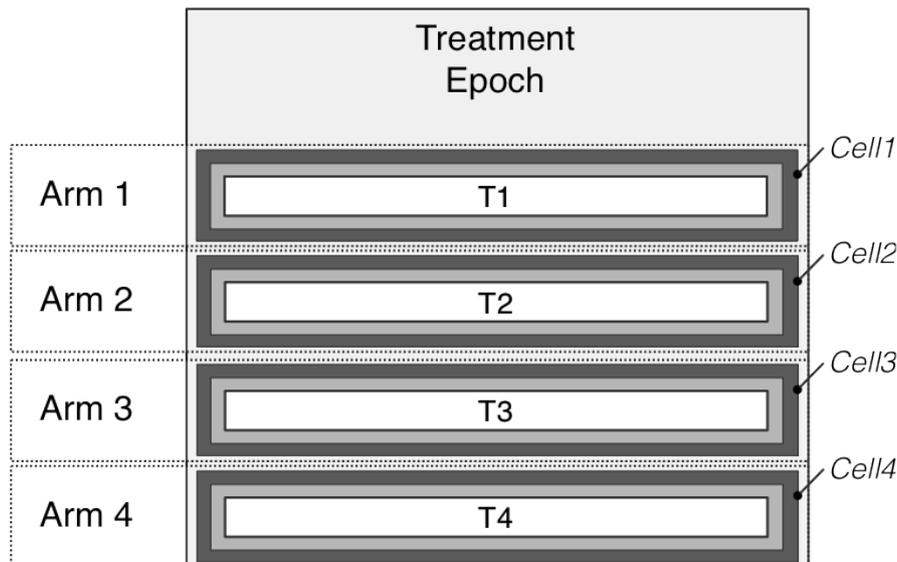 Treatment
Epoch
Cell1
Arm 1
T1
Cell2
Arm 2
T2
Cell3
Arm 3
T3
Cell4
Arm 4
T4